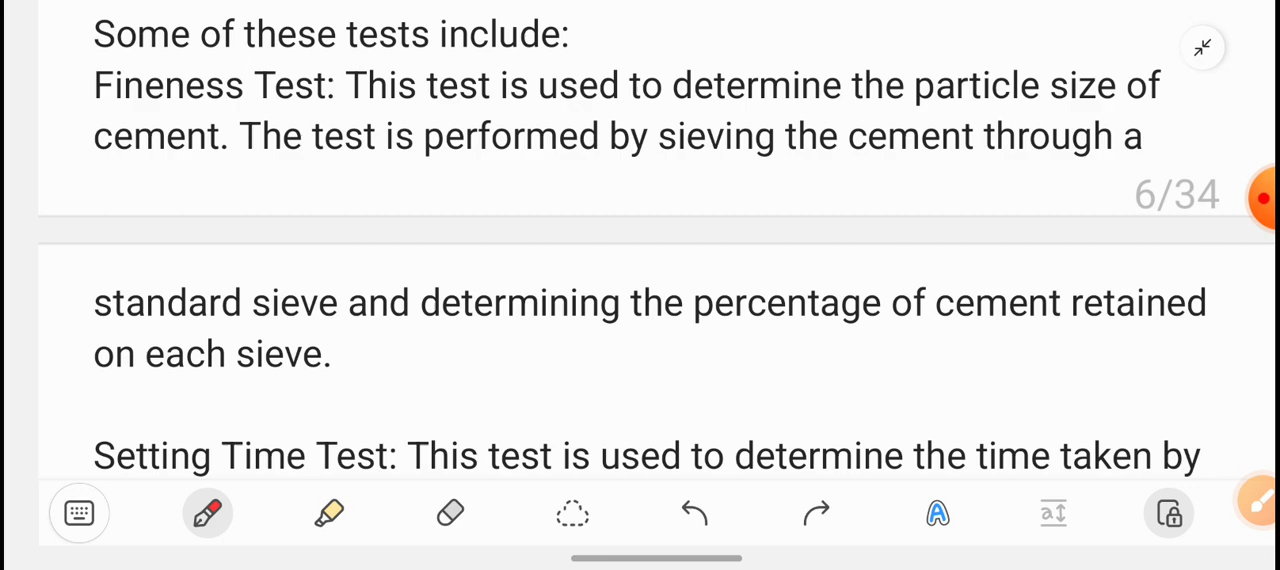 Some of these tests include:
Fineness Test: This test is used to determine the particle size of
cement. The test is performed by sieving the cement through a
6/34
standard sieve and determining the percentage of cement retained
on each sieve.
Setting Time Test: This test is used to determine the time taken by
A
a